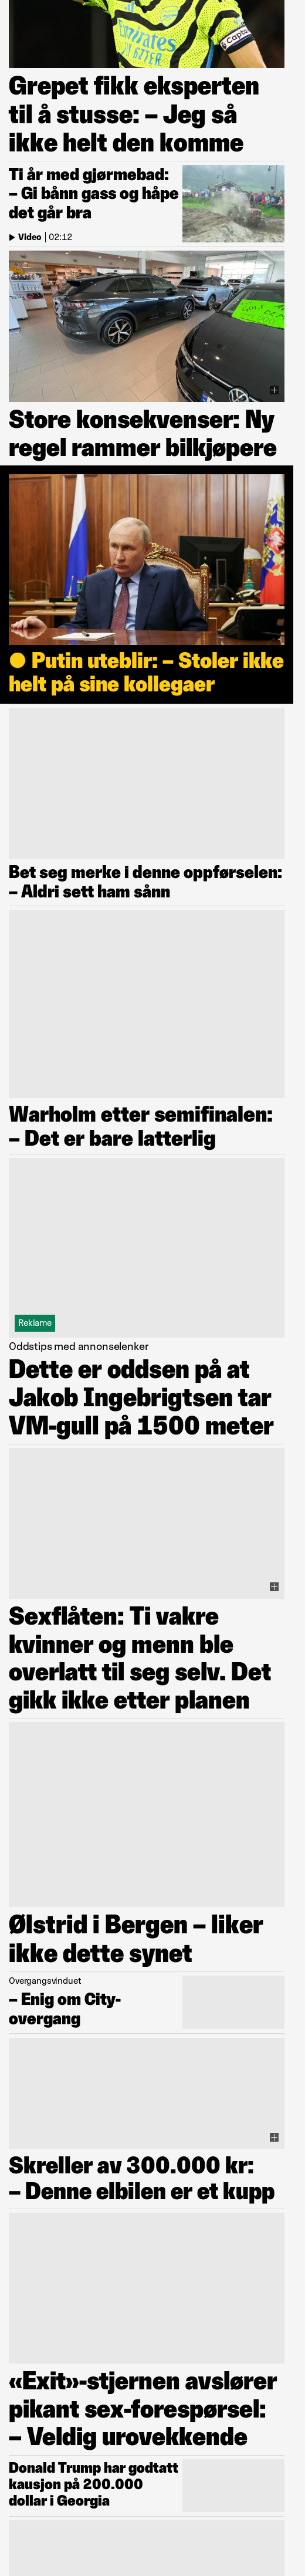 Capta
Emirates
FLY
BETTER
Grepet fikk eksperten
til å stusse: – Jeg så
ikke helt den komme
Ti år med gjørmebad:
– Gi bånn gass og håpe
det går bra
Video | 02:12
Store konsekvenser: Ny
regel rammer bilkjøpere
Putin uteblir: – Stoler ikke
helt på sine kollegaer
Bet seg merke i denne oppførselen:
– Aldri sett ham sånn
Warholm etter semifinalen:
– Det er bare latterlig
Reklame
Oddstips med annonselenker
Dette er oddsen på at
Jakob Ingebrigtsen tar
VM-gull på 1500 meter
Sexflåten: Ti vakre
kvinner og menn ble
overlatt til seg selv. Det
gikk ikke etter planen
Ølstrid i Bergen – liker
ikke dette synet
Overgangsvinduet
– Enig om City-
overgang
Skreller av 300.000 kr:
– Denne elbilen er et kupp
«Exit»-stjernen avslører
pikant sex-forespørsel:
– Veldig urovekkende
Donald Trump har godtatt
kausjon på 200.000
dollar i Georgia